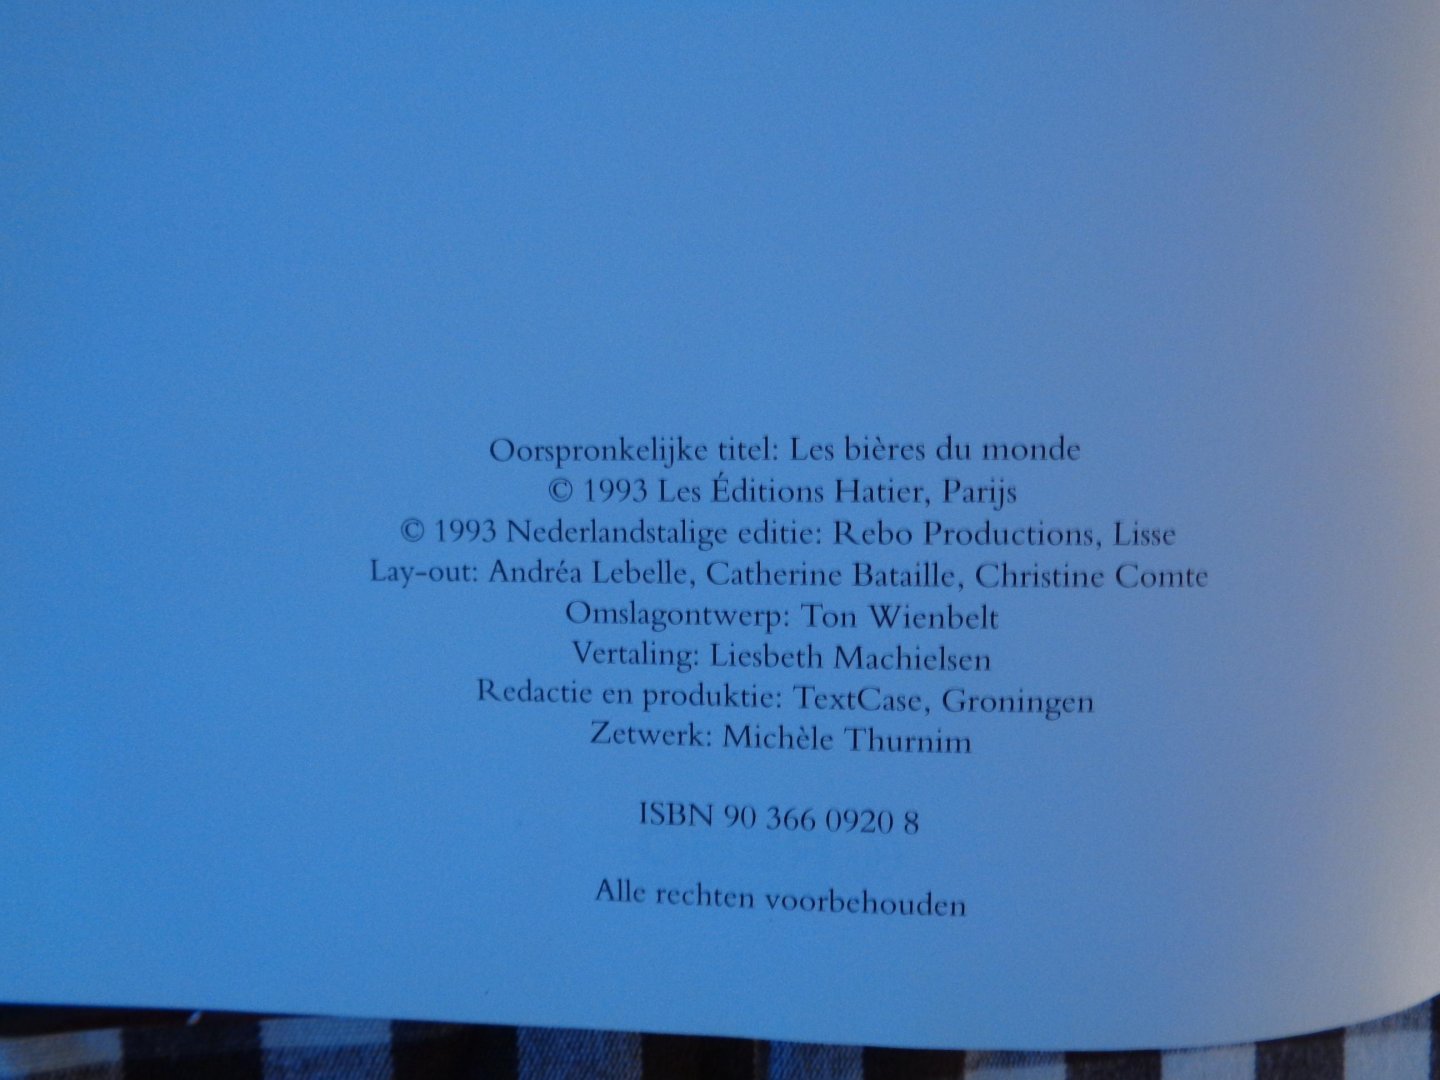 Oorspronkelijke titel: Les bières du monde
© 1993 Les Éditions Hatier, Parijs
© 1993 Nederlandstalige editie: Rebo Productions, Lisse
Lay-out: Andréa Lebelle, Catherine Bataille, Christine Comte
Omslagontwerp: Ton Wienbelt
Vertaling: Liesbeth Machielsen
Redactie en produktie: TextCase, Groningen
Zetwerk: Michèle Thurnim
ISBN 90 366 0920 8
Alle rechten voorbehouden